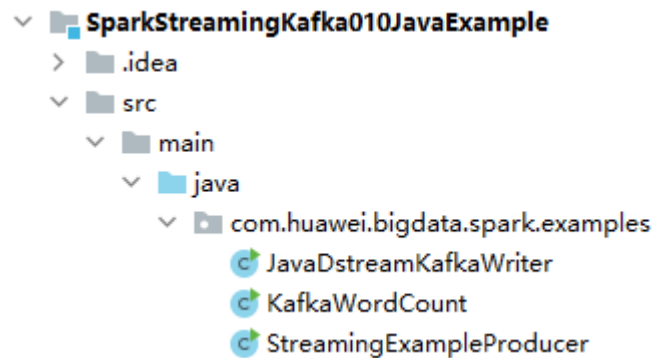 SparkStreamingKafka010JavaExample
.idea
src
main
java
com.huawei.bigdata.spark.examples
JavaDstreamKafkaWriter
KafkaWordCount
StreamingExampleProducer